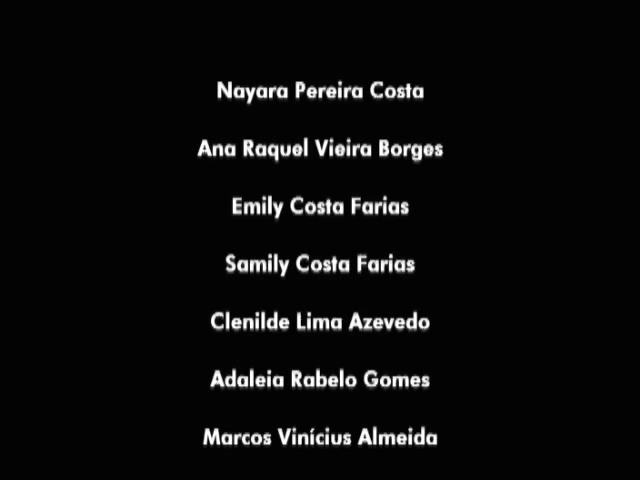 Nayara Pereira Costa
Ana Raquel Vieira Borges
Emily Costa Farias
Samily Costa Farias
Clenilde Lima Azevedo
Adaleia Rabelo Gomes
Marcos Vinícius Almeida